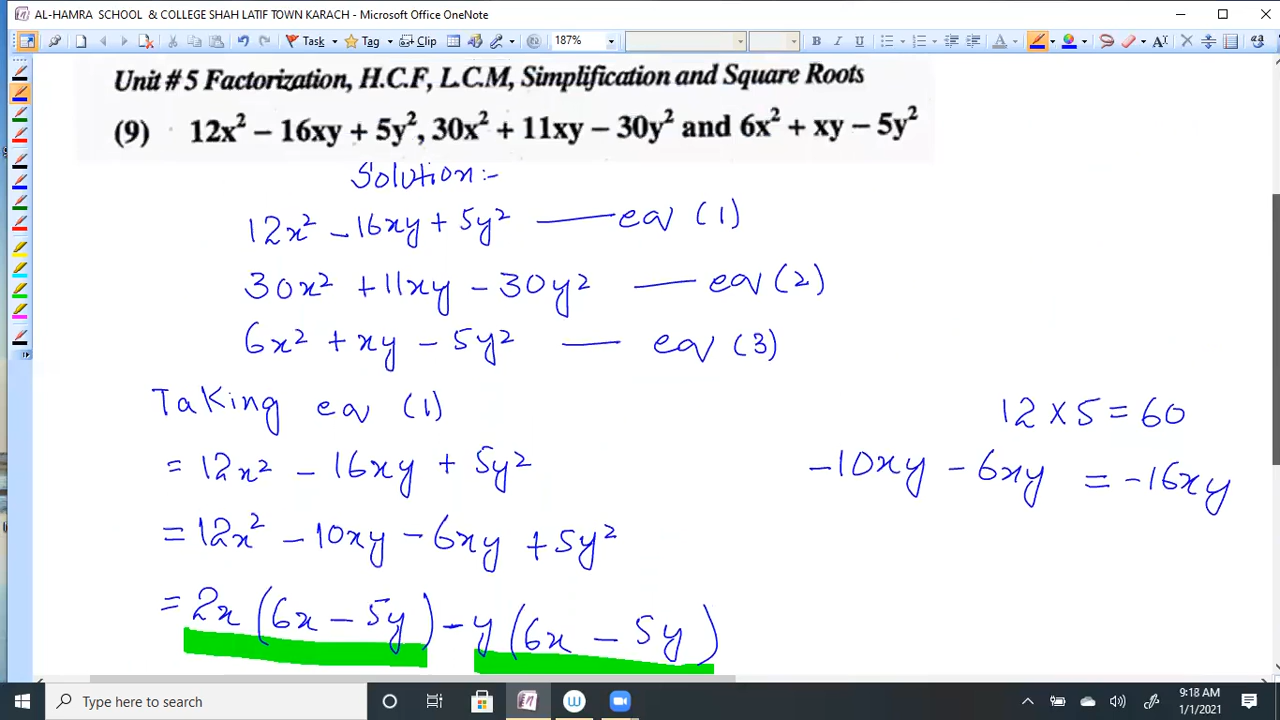 AL-HAMRA SCHOOL & COLLEGE SHAH LATIF TOWN KARACH - Microsoft Office OneNote
Task Tag Clip 187% B I U
Unit # 5 Factorization, H.C.F, L.C.M, Simplification and Square Roots
(9) 12x² – 16xy + 5y², 30x² + 11xy – 30y² and 6x² + xy – 5y²
Solution:-
12x² - 16xy + 5y² — eq (1)
30x² + 11xy - 30y² — eq (2)
6x² + xy - 5y² — eq (3)
Taking eq (1)
12 × 5 = 60
= 12x² - 16xy + 5y²
-10xy - 6xy = -16xy
= 12x² - 10xy - 6xy + 5y²
= 2x (6x - 5y) - y (6x - 5y)
Type here to search
9:18 AM
1/1/2021